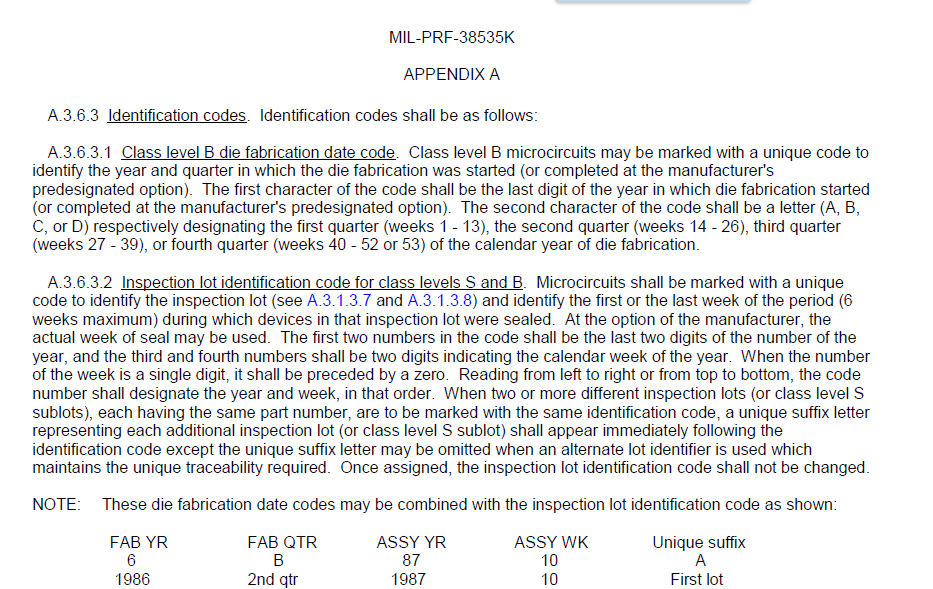 MIL-PRF-38535K
APPENDIX A
A.3.6.3 Identification codes. Identification codes shall be as follows:
A.3.6.3.1 Class level B die fabrication date code. Class level B microcircuits may be marked with a unique code to
identify the year and quarter in which the die fabrication was started (or completed at the manufacturer's
predesignated option). The first character of the code shall be the last digit of the year in which die fabrication started
(or completed at the manufacturer's predesignated option). The second character of the code shall be a letter (A, B,
C, or D) respectively designating the first quarter (weeks 1 - 13), the second quarter (weeks 14 - 26), third quarter
(weeks 27 - 39), or fourth quarter (weeks 40 - 52 or 53) of the calendar year of die fabrication.
A.3.6.3.2 Inspection lot identification code for class levels S and B. Microcircuits shall be marked with a unique
code to identify the inspection lot (see A.3.1.3.7 and A.3.1.3.8) and identify the first or the last week of the period (6
weeks maximum) during which devices in that inspection lot were sealed. At the option of the manufacturer, the
actual week of seal may be used. The first two numbers in the code shall be the last two digits of the number of the
year, and the third and fourth numbers shall be two digits indicating the calendar week of the year. When the number
of the week is a single digit, it shall be preceded by a zero. Reading from left to right or from top to bottom, the code
number shall designate the year and week, in that order. When two or more different inspection lots (or class level S
sublots), each having the same part number, are to be marked with the same identification code, a unique suffix letter
representing each additional inspection lot (or class level S sublot) shall appear immediately following the
identification code except the unique suffix letter may be omitted when an alternate lot identifier is used which
maintains the unique traceability required. Once assigned, the inspection lot identification code shall not be changed.
NOTE: These die fabrication date codes may be combined with the inspection lot identification code as shown:
FAB YR FAB QTR ASSY YR ASSY WK Unique suffix
6 B 87 10 A
1986 2nd qtr 1987 10 First lot